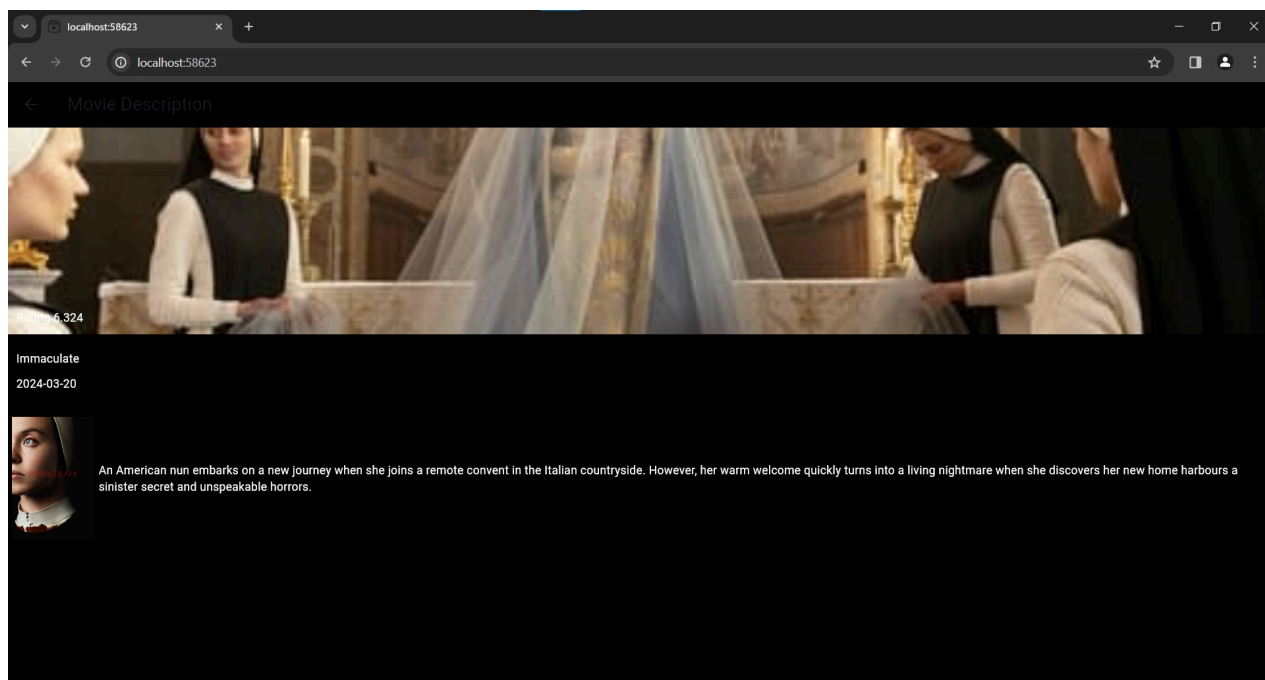 localhost:58623
localhost:58623
Movie Description
Rating 6.324
Immaculate
2024-03-20
IMMACULATE
An American nun embarks on a new journey when she joins a remote convent in the Italian countryside. However, her warm welcome quickly turns into a living nightmare when she discovers her new home harbours a
sinister secret and unspeakable horrors.